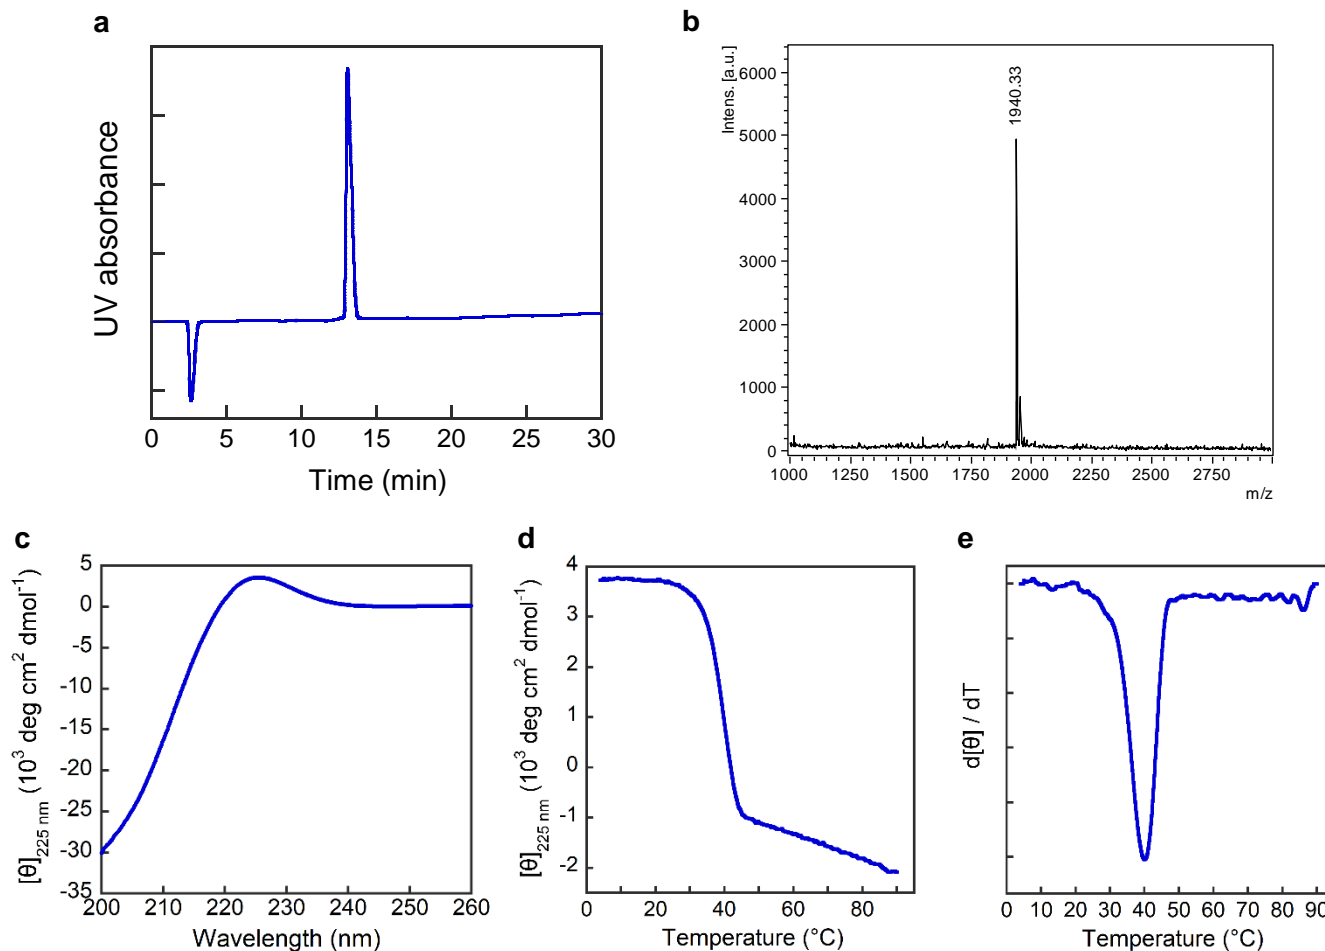 a
UV absorbance
0 5 10 15 20 25 30
Time (min)
b
Intens. [a.u.]
6000
5000
4000
3000
2000
1000
0
1940.33
1000 1250 1500 1750 2000 2250 2500 2750
m/z
c
[θ]225 nm (10³ deg cm² dmol⁻¹)
5
0
-5
-10
-15
-20
-25
-30
-35
200 210 220 230 240 250 260
Wavelength (nm)
d
[θ]225 nm (10³ deg cm² dmol⁻¹)
4
3
2
1
0
-1
-2
0 20 40 60 80
Temperature (°C)
e
d[θ] / dT
0 10 20 30 40 50 60 70 80 90
Temperature (°C)